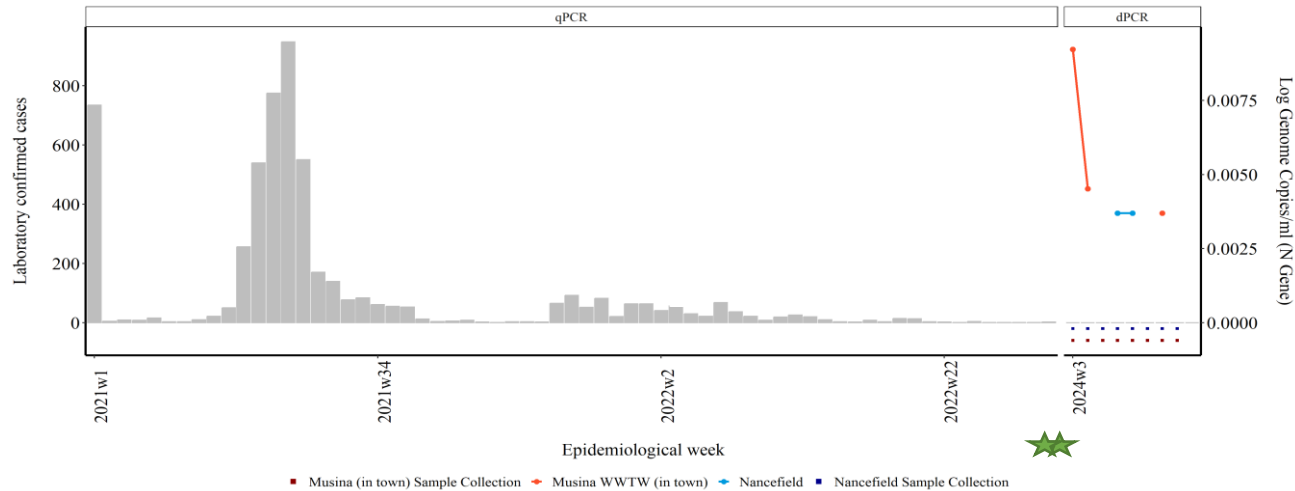 qPCR
dPCR
Laboratory confirmed cases
800
600
400
200
0
0.0075
0.0050
0.0025
0.0000
Log Genome Copies/ml (N Gene)
2021w1
2021w34
2022w2
2022w22
2024w3
Epidemiological week
Musina (in town) Sample Collection
Musina WWTW (in town)
Nancefield
Nancefield Sample Collection